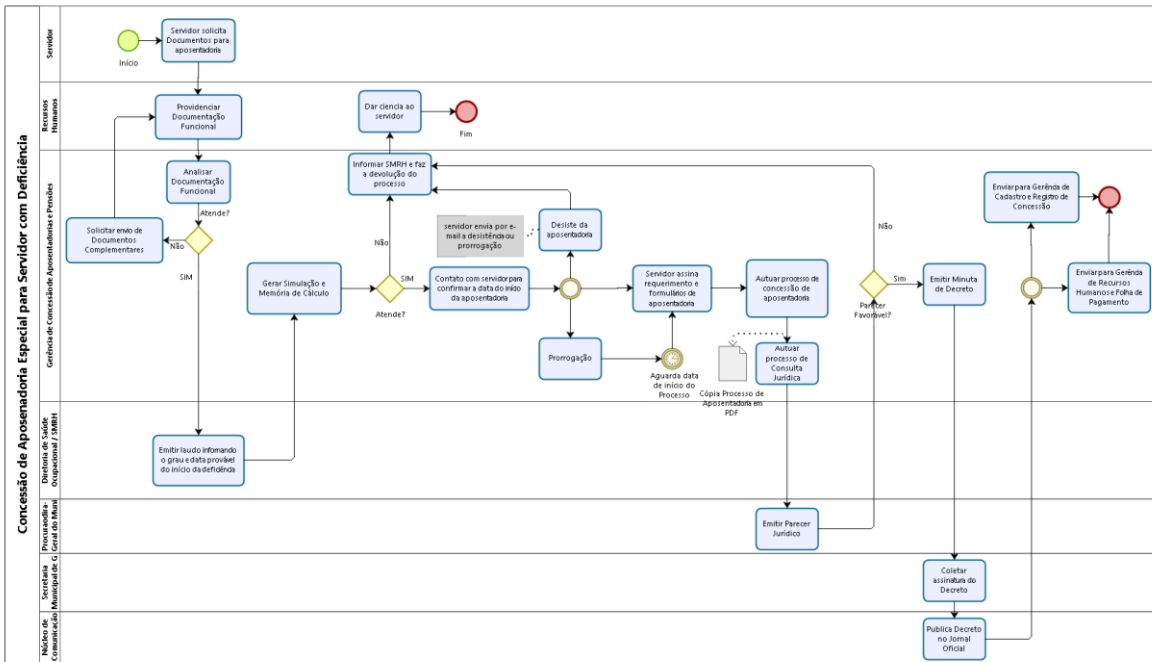 Concessão de Aposenadoria Especial para Servidor com Deficiência
Servidor
Início
Servidor solicita
Documentos para
aposentadoria
Recursos
Humanos
Providenciar
Documentação
Funcional
Dar ciencia ao
servidor
Fim
Gerência de Concessão de Aposentadorias e Pensões
Analisar
Documentação
Funcional
Atende?
Não
SIM
Solicitar envio de
Documentos
Complementares
Gerar Simulação e
Memória de Cálculo
Informar SMRH e faz
a devolução do
processo
Não
SIM
Atende?
Contato com servidor para
confirmar a data do início
da aposentadoria
servidor envia por e-
mail a desistência ou
prorrogação
Desiste da
aposentadoria
Prorrogação
Aguarda data
de início do
Processo
Servidor assina
requerimento e
formulários de
aposentadoria
Autuar processo de
concessão de
aposentadoria
Autuar
processo de
Consulta
Jurídica
Cópia Processo de
Aposentadoria em
PDF
Não
Sim
Parecer
Favorável?
Emitir Minuta
de Decreto
Enviar para Gerência de
Cadastro e Registro de
Concessão
Enviar para Gerência
de Recursos
Humanos e Folha de
Pagamento
Diretoria de Saúde
Ocupacional / SMRH
Emitir laudo infomando
o grau e data provável
do início da deficiência
Procuraodira-
Geral do Muni
Emitir Parecer
Jurídico
Secretaria
Municipal de G
Coletar
assinatura do
Decreto
Núcleo de
Comunicação
Publica Decreto
no Jornal
Oficial